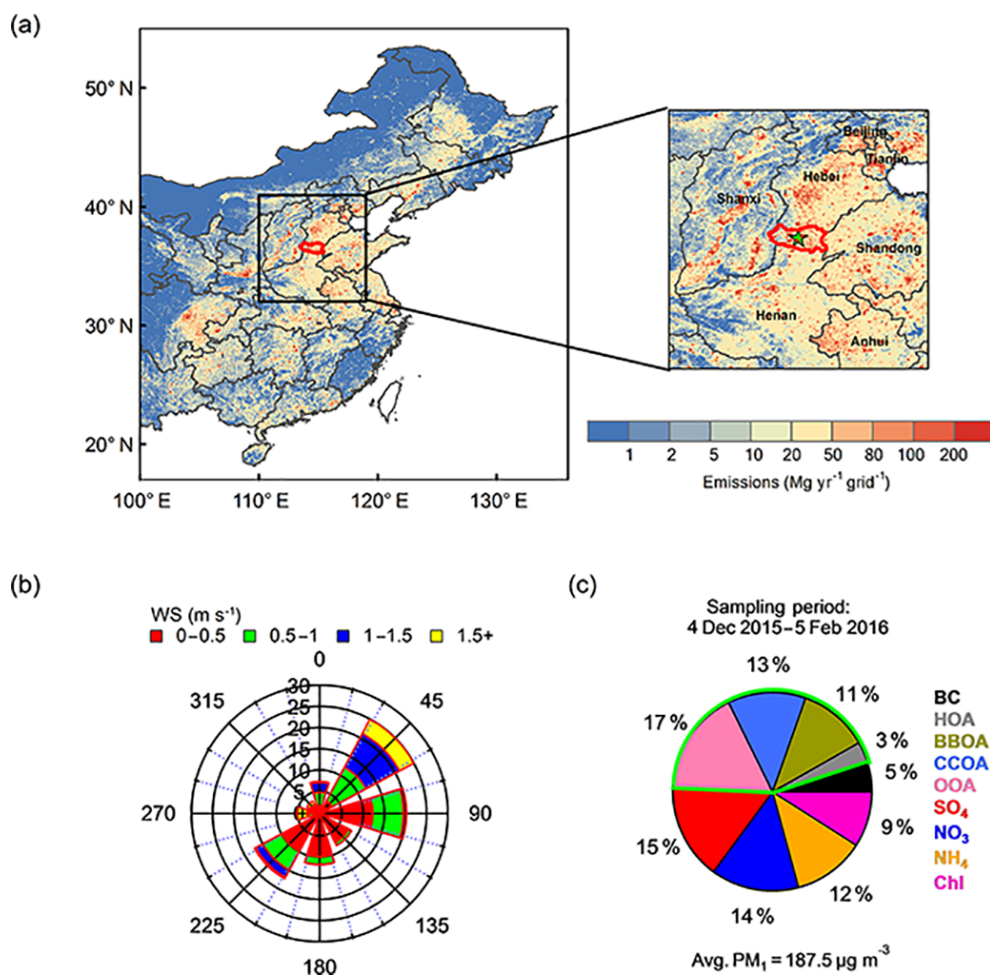 (a)
50° N
40° N
30° N
20° N
100° E
110° E
120° E
130° E
Beijing
Tianjin
Hebei
Shanxi
Shandong
Henan
Anhui
1 2 5 10 20 50 80 100 200
Emissions (Mg yr⁻¹ grid⁻¹)
(b)
WS (m s⁻¹)
0–0.5 0.5–1 1–1.5 1.5+
0
315
45
30
25
20
15
10
5
270
90
225
135
180
(c)
Sampling period:
4 Dec 2015–5 Feb 2016
13 %
11 %
17 %
3 %
5 %
15 %
9 %
14 %
12 %
BC
HOA
BBOA
CCOA
OOA
SO₄
NO₃
NH₄
Chl
Avg. PM₁ = 187.5 µg m⁻³